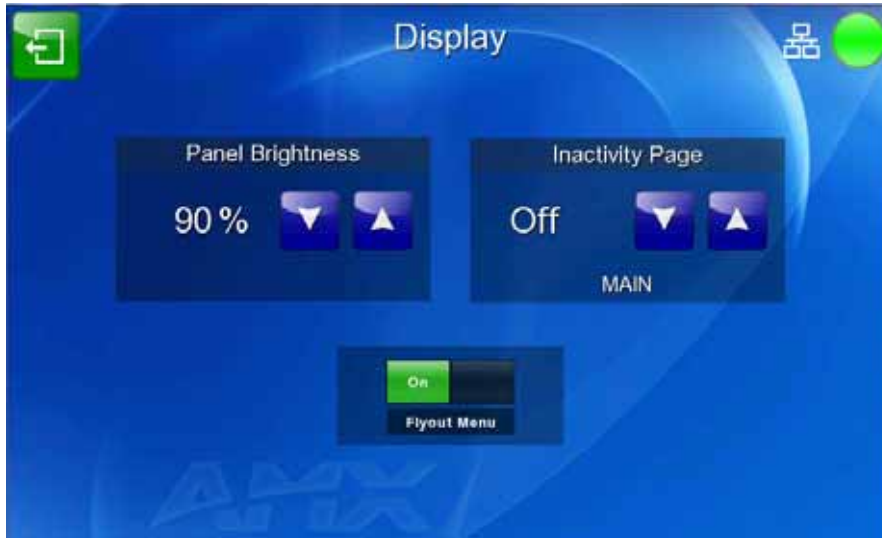 Display
Panel Brightness
90 %
Inactivity Page
Off
MAIN
On
Flyout Menu
AMX